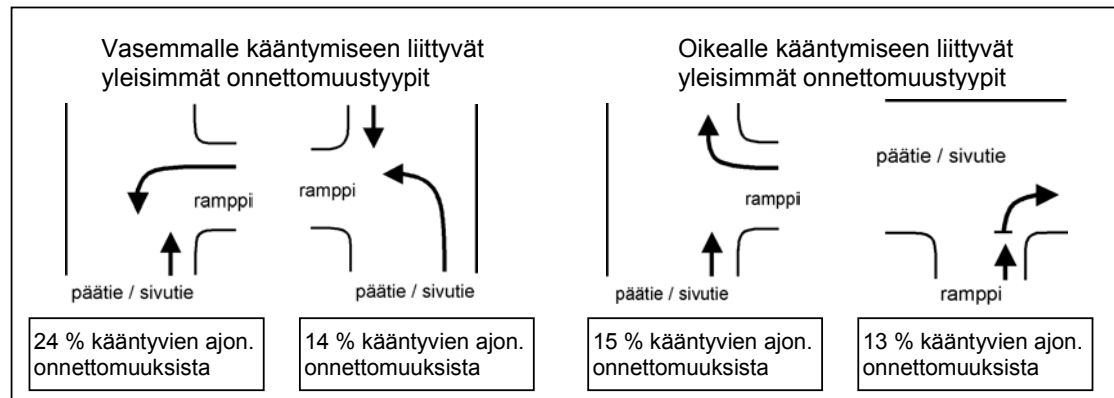 Vasemmalle kääntymiseen liittyvät
yleisimmät onnettomuustyypit
ramppi
päätie / sivutie
ramppi
päätie / sivutie
24 % kääntyvien ajon.
onnettomuuksista
14 % kääntyvien ajon.
onnettomuuksista
Oikealle kääntymiseen liittyvät
yleisimmät onnettomuustyypit
ramppi
päätie / sivutie
päätie / sivutie
ramppi
15 % kääntyvien ajon.
onnettomuuksista
13 % kääntyvien ajon.
onnettomuuksista